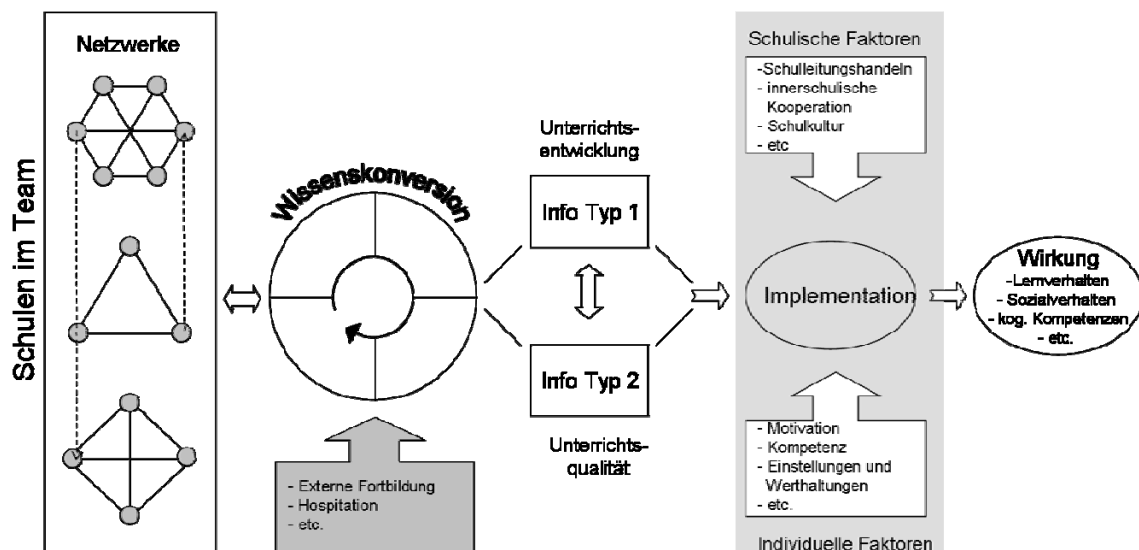 Schulen im Team
Netzwerke
Wissenskonversion
- Externe Fortbildung
- Hospitation
- etc.
Unterrichts-
entwicklung
Info Typ 1
Info Typ 2
Unterrichts-
qualität
Schulische Faktoren
-Schulleitungshandeln
- innerschulische
Kooperation
- Schulkultur
- etc
Implementation
- Motivation
- Kompetenz
- Einstellungen und
Werthaltungen
- etc.
Individuelle Faktoren
Wirkung
- Lernverhalten
- Sozialverhalten
- kog. Kompetenzen
- etc.